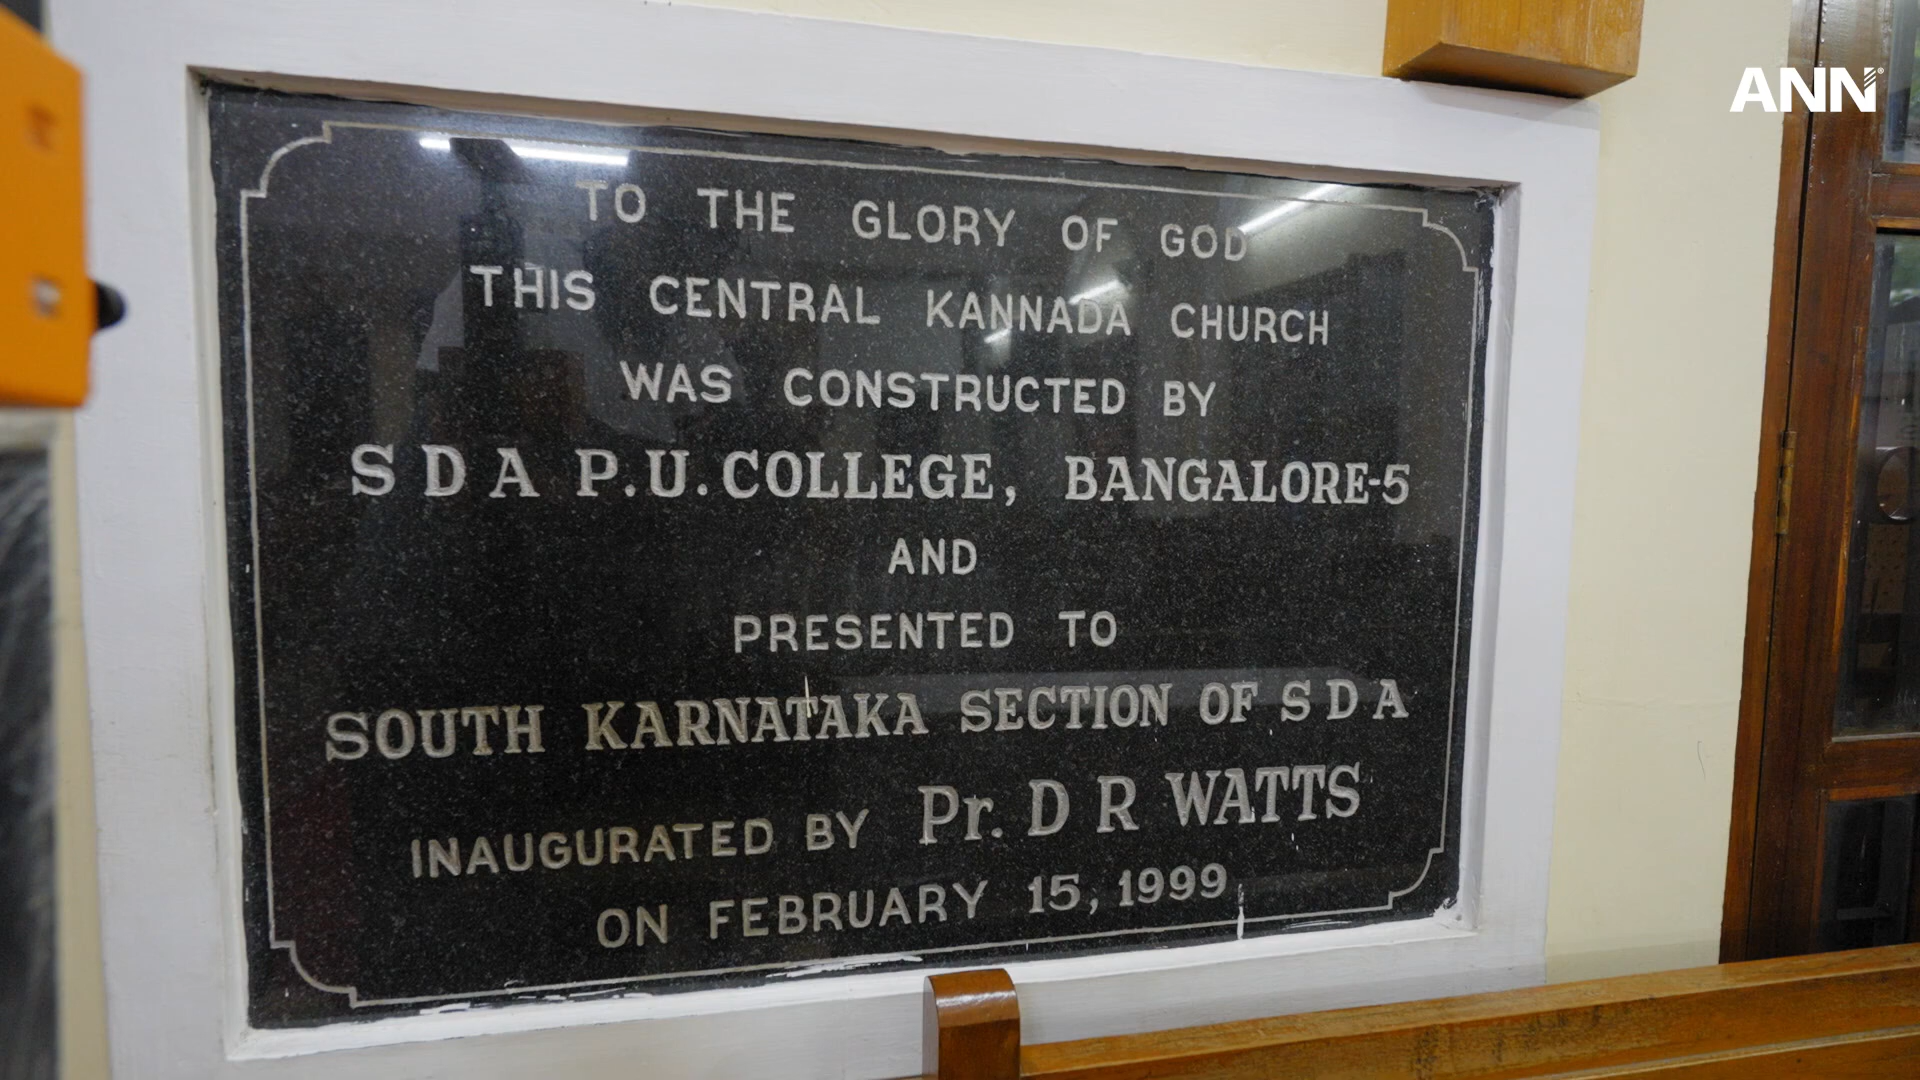 TO THE GLORY OF GOD
THIS CENTRAL KANNADA CHURCH
WAS CONSTRUCTED BY
S D A P.U. COLLEGE, BANGALORE-5
AND
PRESENTED TO
SOUTH KARNATAKA SECTION OF S D A
INAUGURATED BY Pr. D R WATTS
ON FEBRUARY 15, 1999
ANN®